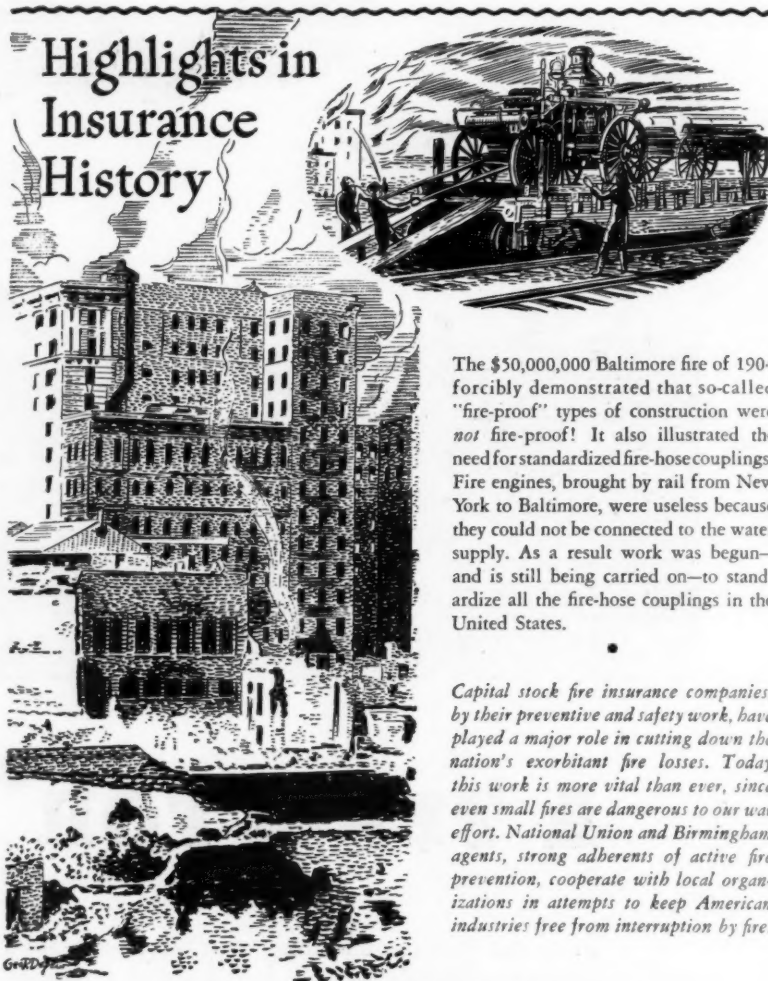 Highlights in
Insurance
History
The $50,000,000 Baltimore fire of 190
forcibly demonstrated that so-called
"fire-proof" types of construction wer
not fire-proof! It also illustrated th
need for standardized fire-hose couplings
Fire engines, brought by rail from New
York to Baltimore, were useless because
they could not be connected to the wate
supply. As a result work was begun—
and is still being carried on—to stand
ardize all the fire-hose couplings in the
United States.
Capital stock fire insurance companies
by their preventive and safety work, have
played a major role in cutting down the
nation's exorbitant fire losses. Today
this work is more vital than ever, since
even small fires are dangerous to our wa
effort. National Union and Birmingham
agents, strong adherents of active fire
prevention, cooperate with local organ
izations in attempts to keep American
industries free from interruption by fire